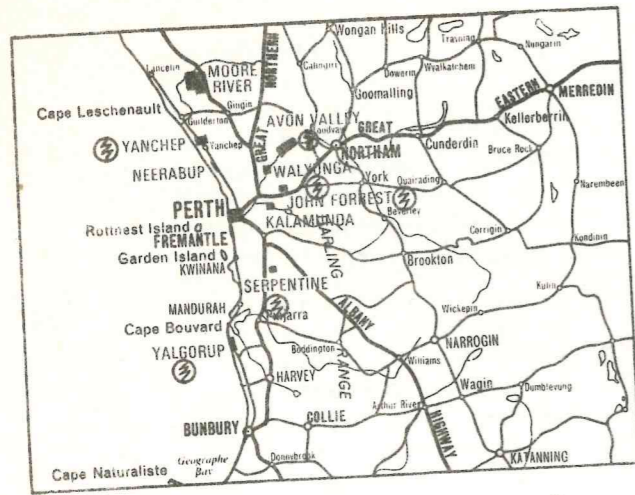 Wongan Hills
Trayning
Nungarin
Lancelin
MOORE
RIVER
NORTHERN
Calingiri
Dowerin
Wyalkatchem
Goomalling
EASTERN
MERREDIN
Cape Leschenault
Gingin
Guilderton
AVON VALLEY
Toodyay
GREAT
Kellerberrin
YANCHEP
Yanchep
GREAT
NORTHAM
Cunderdin
Bruce Rock
NEERABUP
WALYUNGA
York
Quairading
Narembeen
PERTH
JOHN FORREST
Beverley
Rottnest Island
KALAMUNDA
Corrigin
FREMANTLE
DARLING
Kondinin
Garden Island
Brookton
KWINANA
SERPENTINE
Kulin
MANDURAH
ALBANY
Wickepin
Cape Bouvard
Pinjarra
NARROGIN
YALGORUP
Boddington
RANGE
Williams
HARVEY
Wagin
Dumbleyung
Arthur River
BUNBURY
COLLIE
HIGHWAY
Geographe
Bay
Donnybrook
KATANNING
Cape Naturaliste